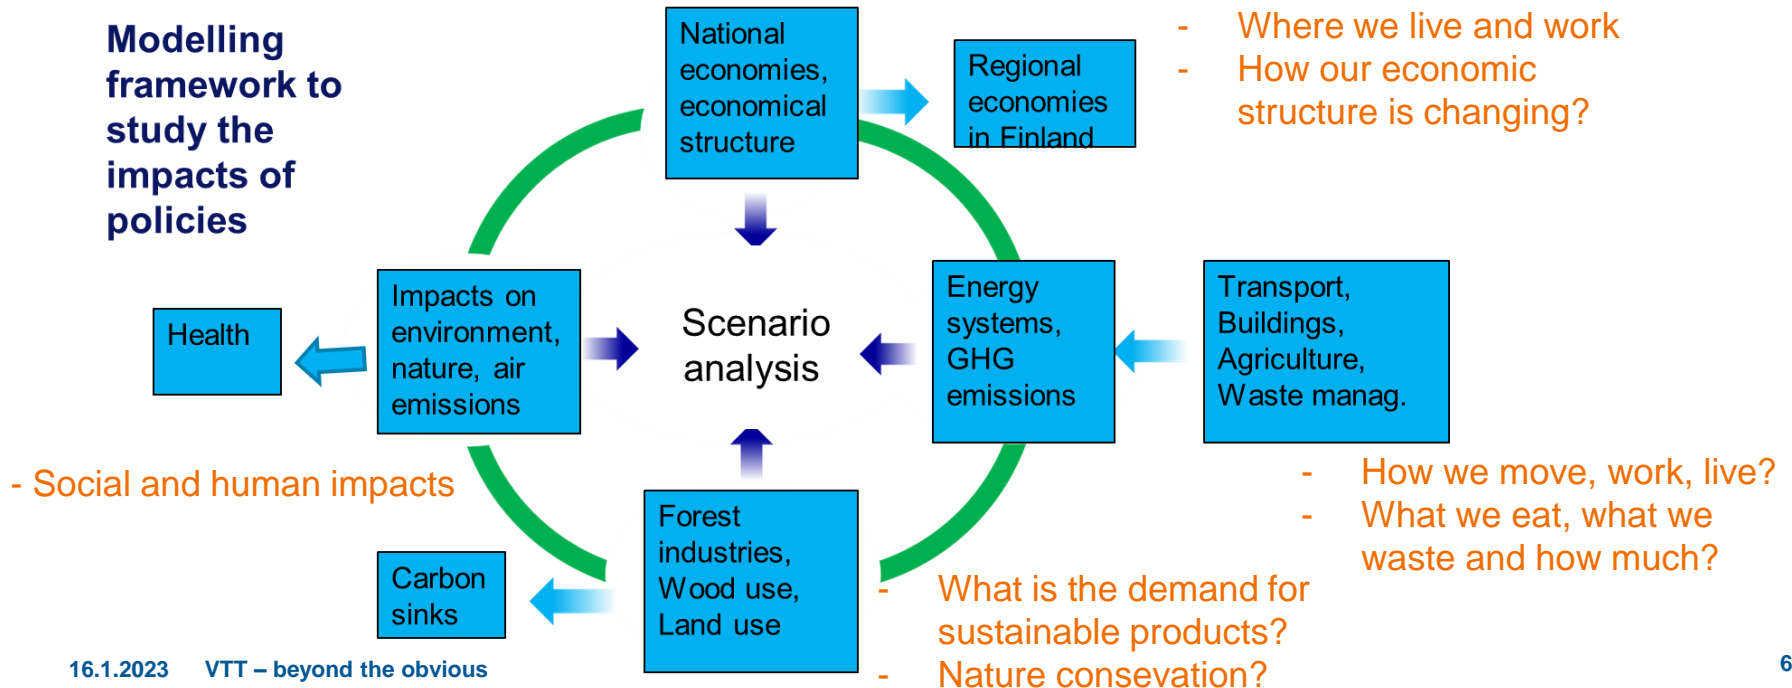 Modelling
framework to
study the
impacts of
policies
National
economies,
economical
structure
Regional
economies
in Finland
- Where we live and work
- How our economic
structure is changing?
Health
Impacts on
environment,
nature, air
emissions
Scenario
analysis
Energy
systems,
GHG
emissions
Transport,
Buildings,
Agriculture,
Waste manag.
- Social and human impacts
- How we move, work, live?
- What we eat, what we
waste and how much?
Carbon
sinks
Forest
industries,
Wood use,
Land use
- What is the demand for
sustainable products?
- Nature consevation?
16.1.2023 VTT – beyond the obvious
6